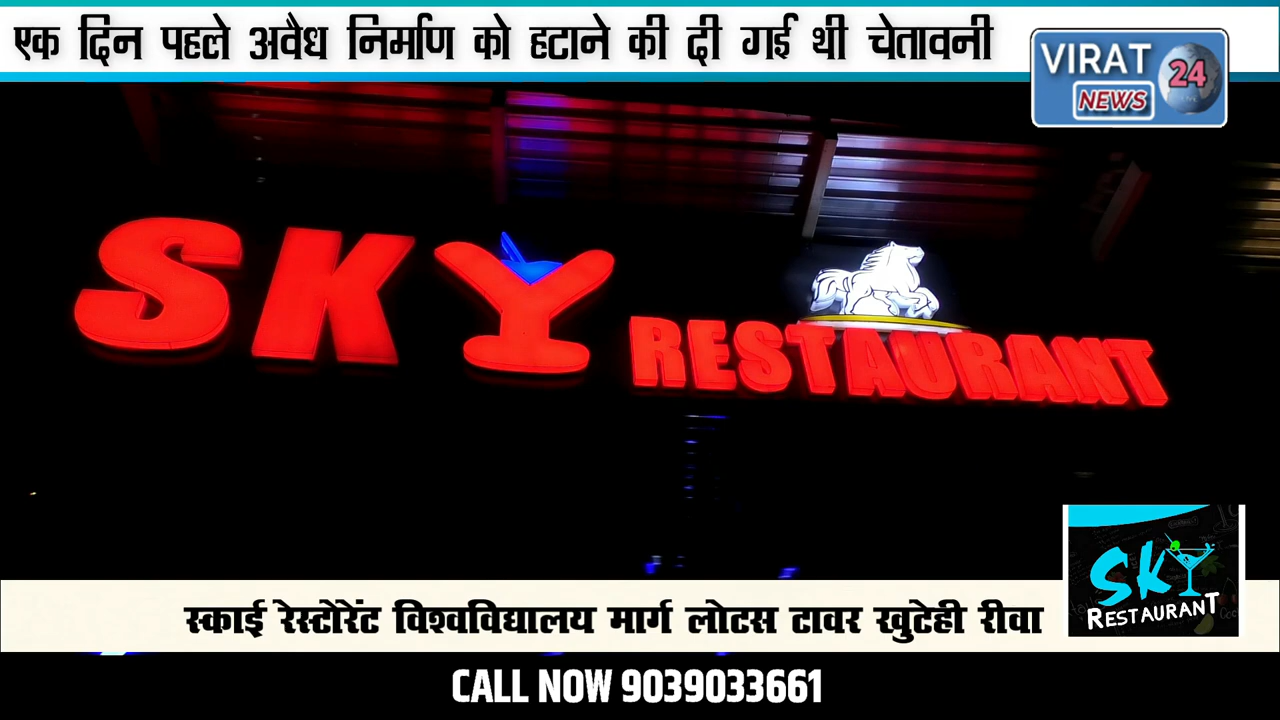 एक दिन पहले अवैध निर्माण को हटाने की दी गई थी चेतावनी
VIRAT
24
NEWS
SKY RESTAURANT
SKY
RESTAURANT
स्काई रेस्टोरेंट विश्वविद्यालय मार्ग लोटस टावर खुटेही रीवा
CALL NOW 9039033661